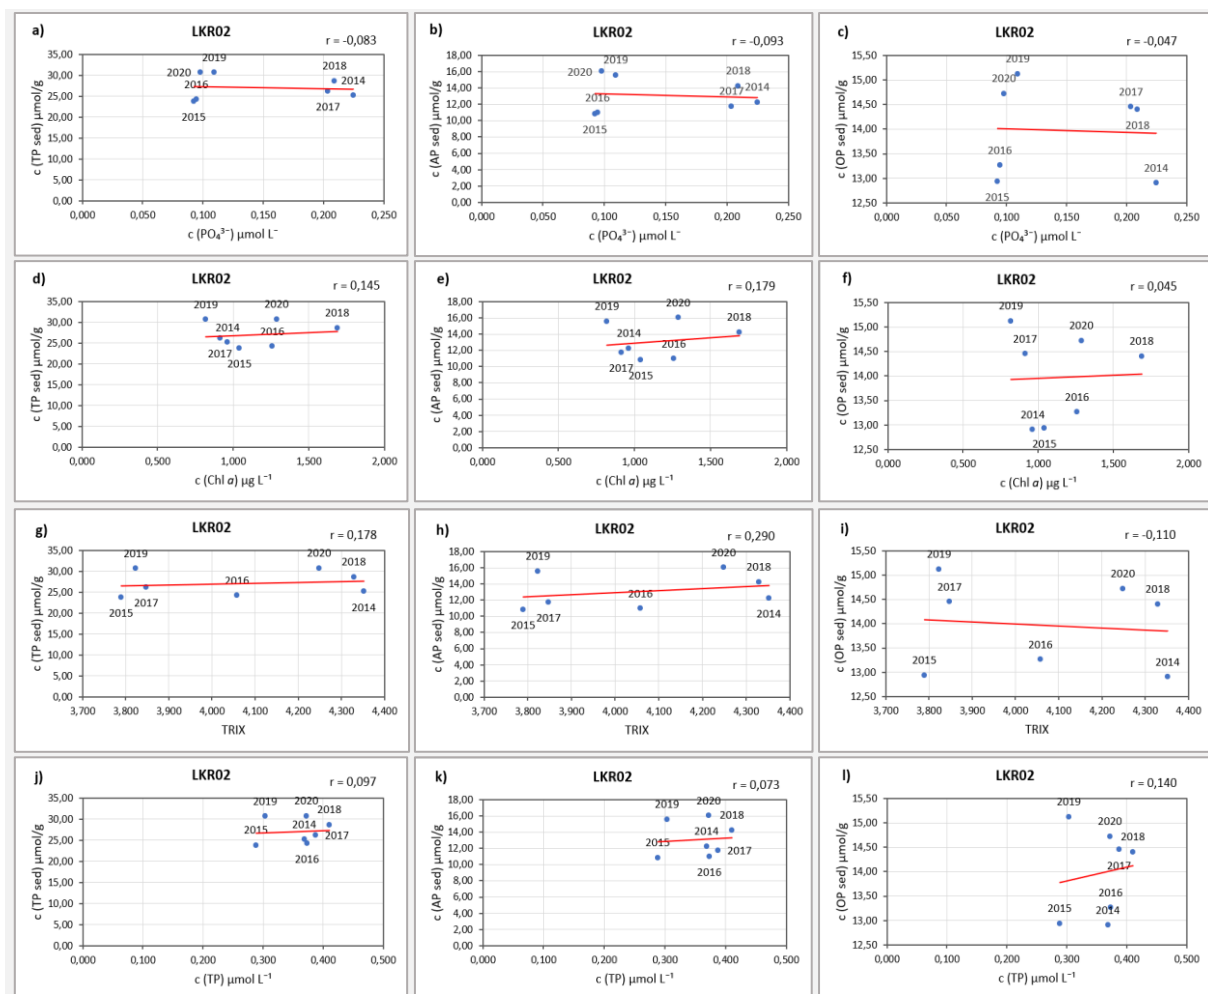 a)
LKR02
r = -0,083
c (TP sed) µmol/g
35,00
30,00
25,00
20,00
15,00
10,00
5,00
0,00
2019
2020
2018
2016
2014
2015
2017
0,000 0,050 0,100 0,150 0,200 0,250
c (PO₄³⁻) µmol L⁻
b)
LKR02
r = -0,093
c (AP sed) µmol/g
18,00
16,00
14,00
12,00
10,00
8,00
6,00
4,00
2,00
0,00
2019
2020
2018
2016
2017 2014
2015
0,000 0,050 0,100 0,150 0,200 0,250
c (PO₄³⁻) µmol L⁻
c)
LKR02
r = -0,047
c (OP sed) µmol/g
15,50
15,00
14,50
14,00
13,50
13,00
12,50
2019
2020
2017
2018
2016
2014
2015
0,000 0,050 0,100 0,150 0,200 0,250
c (PO₄³⁻) µmol L⁻
d)
LKR02
r = 0,145
c (TP sed) µmol/g
35,00
30,00
25,00
20,00
15,00
10,00
5,00
0,00
2019
2020
2018
2014
2016
2017
2015
0,000 0,500 1,000 1,500 2,000
c (Chl a) µg L⁻¹
e)
LKR02
r = 0,179
c (AP sed) µmol/g
18,00
16,00
14,00
12,00
10,00
8,00
6,00
4,00
2,00
0,00
2019
2020
2018
2014
2016
2017
2015
0,000 0,500 1,000 1,500 2,000
c (Chl a) µg L⁻¹
f)
LKR02
r = 0,045
c (OP sed) µmol/g
15,50
15,00
14,50
14,00
13,50
13,00
12,50
2019
2020
2017
2018
2016
2014
2015
0,000 0,500 1,000 1,500 2,000
c (Chl a) µg L⁻¹
g)
LKR02
r = 0,178
c (TP sed) µmol/g
35,00
30,00
25,00
20,00
15,00
10,00
5,00
0,00
2019
2020
2018
2016
2017
2015
2014
3,700 3,800 3,900 4,000 4,100 4,200 4,300 4,400
TRIX
h)
LKR02
r = 0,290
c (AP sed) µmol/g
18,00
16,00
14,00
12,00
10,00
8,00
6,00
4,00
2,00
0,00
2019
2020
2018
2016
2017
2015
2014
3,700 3,800 3,900 4,000 4,100 4,200 4,300 4,400
TRIX
i)
LKR02
r = -0,110
c (OP sed) µmol/g
15,50
15,00
14,50
14,00
13,50
13,00
12,50
2019
2020
2017
2018
2016
2015
2014
3,700 3,800 3,900 4,000 4,100 4,200 4,300 4,400
TRIX
j)
LKR02
r = 0,097
c (TP sed) µmol/g
35,00
30,00
25,00
20,00
15,00
10,00
5,00
0,00
2019
2020
2018
2015
2014
2017
2016
0,000 0,100 0,200 0,300 0,400 0,500
c (TP) µmol L⁻¹
k)
LKR02
r = 0,073
c (AP sed) µmol/g
18,00
16,00
14,00
12,00
10,00
8,00
6,00
4,00
2,00
0,00
2019
2020
2018
2014
2015
2017
2016
0,000 0,100 0,200 0,300 0,400 0,500
c (TP) µmol L⁻¹
l)
LKR02
r = 0,140
c (OP sed) µmol/g
15,50
15,00
14,50
14,00
13,50
13,00
12,50
2019
2020
2018
2017
2016
2015
2014
0,000 0,100 0,200 0,300 0,400 0,500
c (TP) µmol L⁻¹